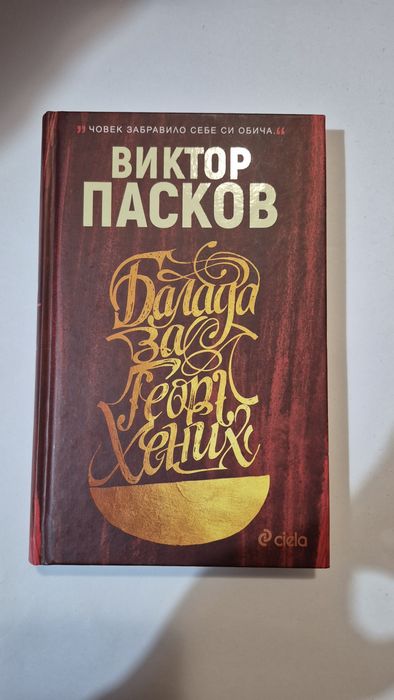 „ЧОВЕК ЗАБРАВИЛО СЕБЕ СИ ОБИЧА.“
ВИКТОР
ПАСКОВ
Балада
за
Георг
Хених
ciela